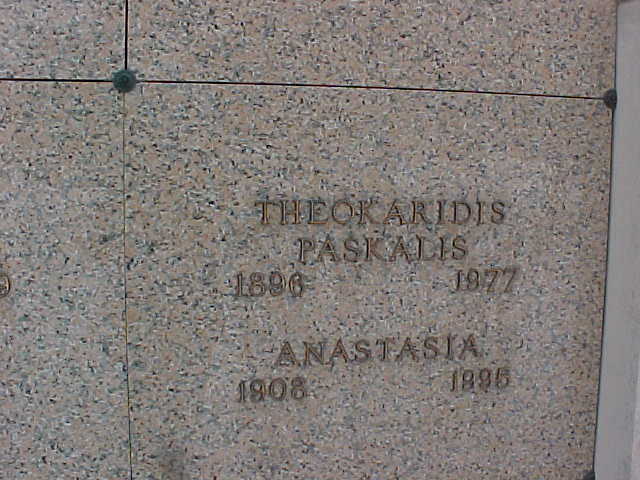 THEOKARIDIS
PASKALIS
1896 1977
ANASTASIA
1908 1995